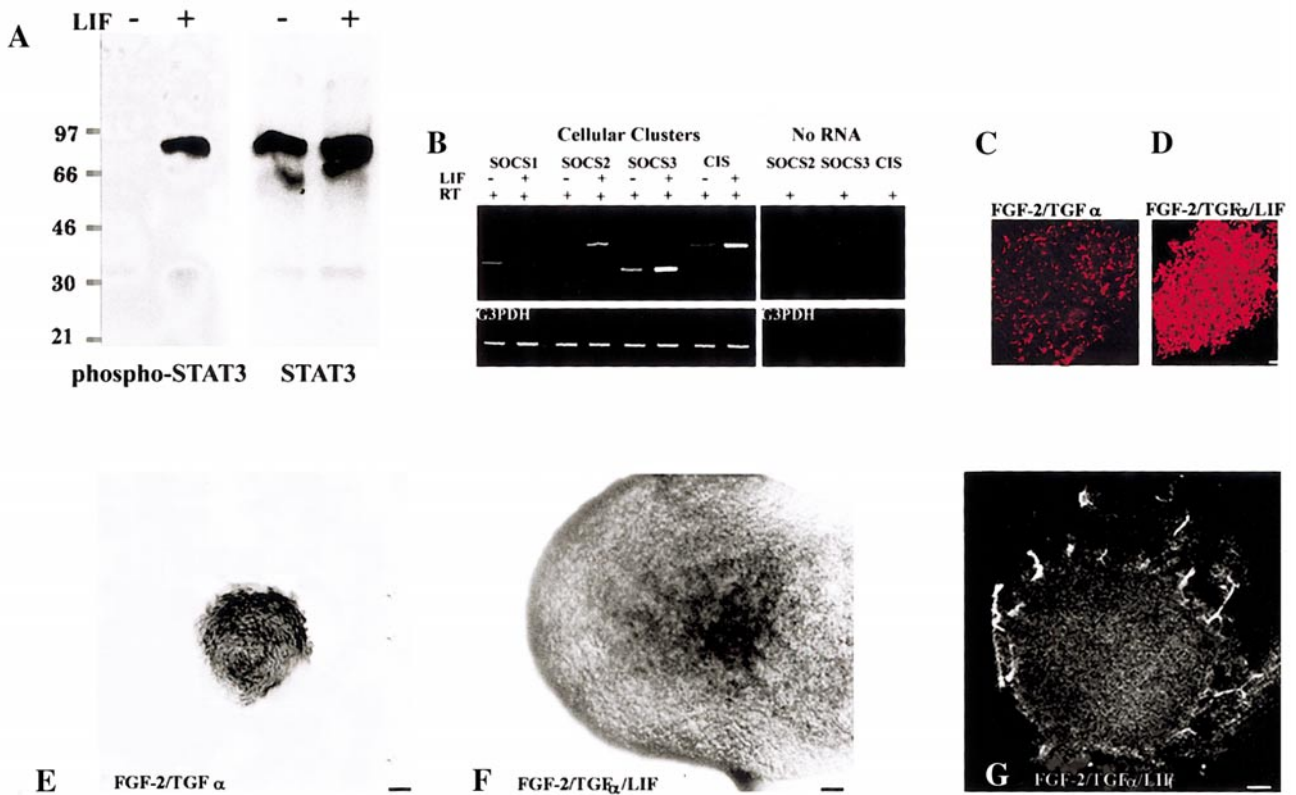 A
LIF - + - +
97
66
46
30
21
phospho-STAT3 STAT3
B
Cellular Clusters No RNA
SOCS1 SOCS2 SOCS3 CIS SOCS2 SOCS3 CIS
LIF - + - + - + - + + + +
RT + + + + + + + + + + +
G3PDH G3PDH
C
FGF-2/TGF α
D
FGF-2/TGFα/LIF
E
FGF-2/TGF α
F
FGF-2/TGFα/LIF
G
FGF-2/TGFα/LIF